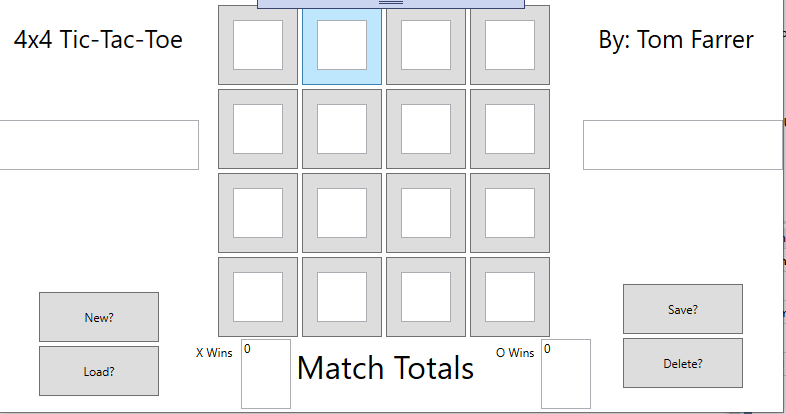 4x4 Tic-Tac-Toe
By: Tom Farrer
New?
Load?
Save?
Delete?
X Wins
0
Match Totals
O Wins
0